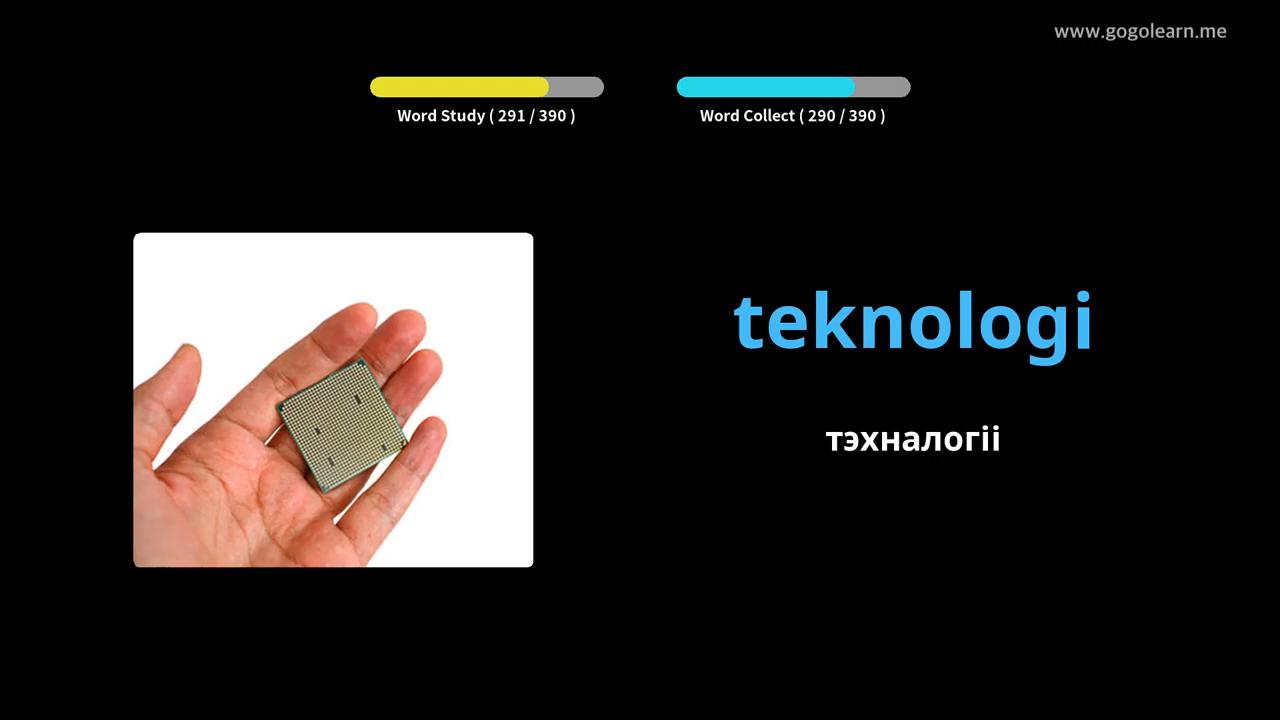 www.gogolearn.me
Word Study ( 291 / 390 )
Word Collect ( 290 / 390 )
teknologi
тэхналогіі